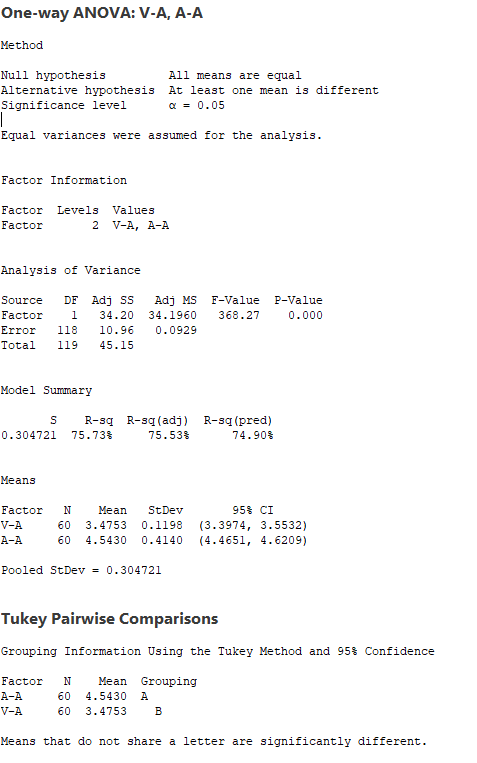 One-way ANOVA: V-A, A-A
Method
Null hypothesis         All means are equal
Alternative hypothesis  At least one mean is different
Significance level      α = 0.05
Equal variances were assumed for the analysis.
Factor Information
Factor  Levels  Values
Factor       2  V-A, A-A
Analysis of Variance
Source   DF  Adj SS   Adj MS  F-Value  P-Value
Factor    1   34.20  34.1960   368.27    0.000
Error   118   10.96   0.0929
Total   119   45.15
Model Summary
       S    R-sq  R-sq(adj)  R-sq(pred)
0.304721  75.73%     75.53%      74.90%
Means
Factor   N    Mean   StDev       95% CI
V-A     60  3.4753  0.1198  (3.3974, 3.5532)
A-A     60  4.5430  0.4140  (4.4651, 4.6209)
Pooled StDev = 0.304721
Tukey Pairwise Comparisons
Grouping Information Using the Tukey Method and 95% Confidence
Factor   N    Mean  Grouping
A-A     60  4.5430  A
V-A     60  3.4753    B
Means that do not share a letter are significantly different.